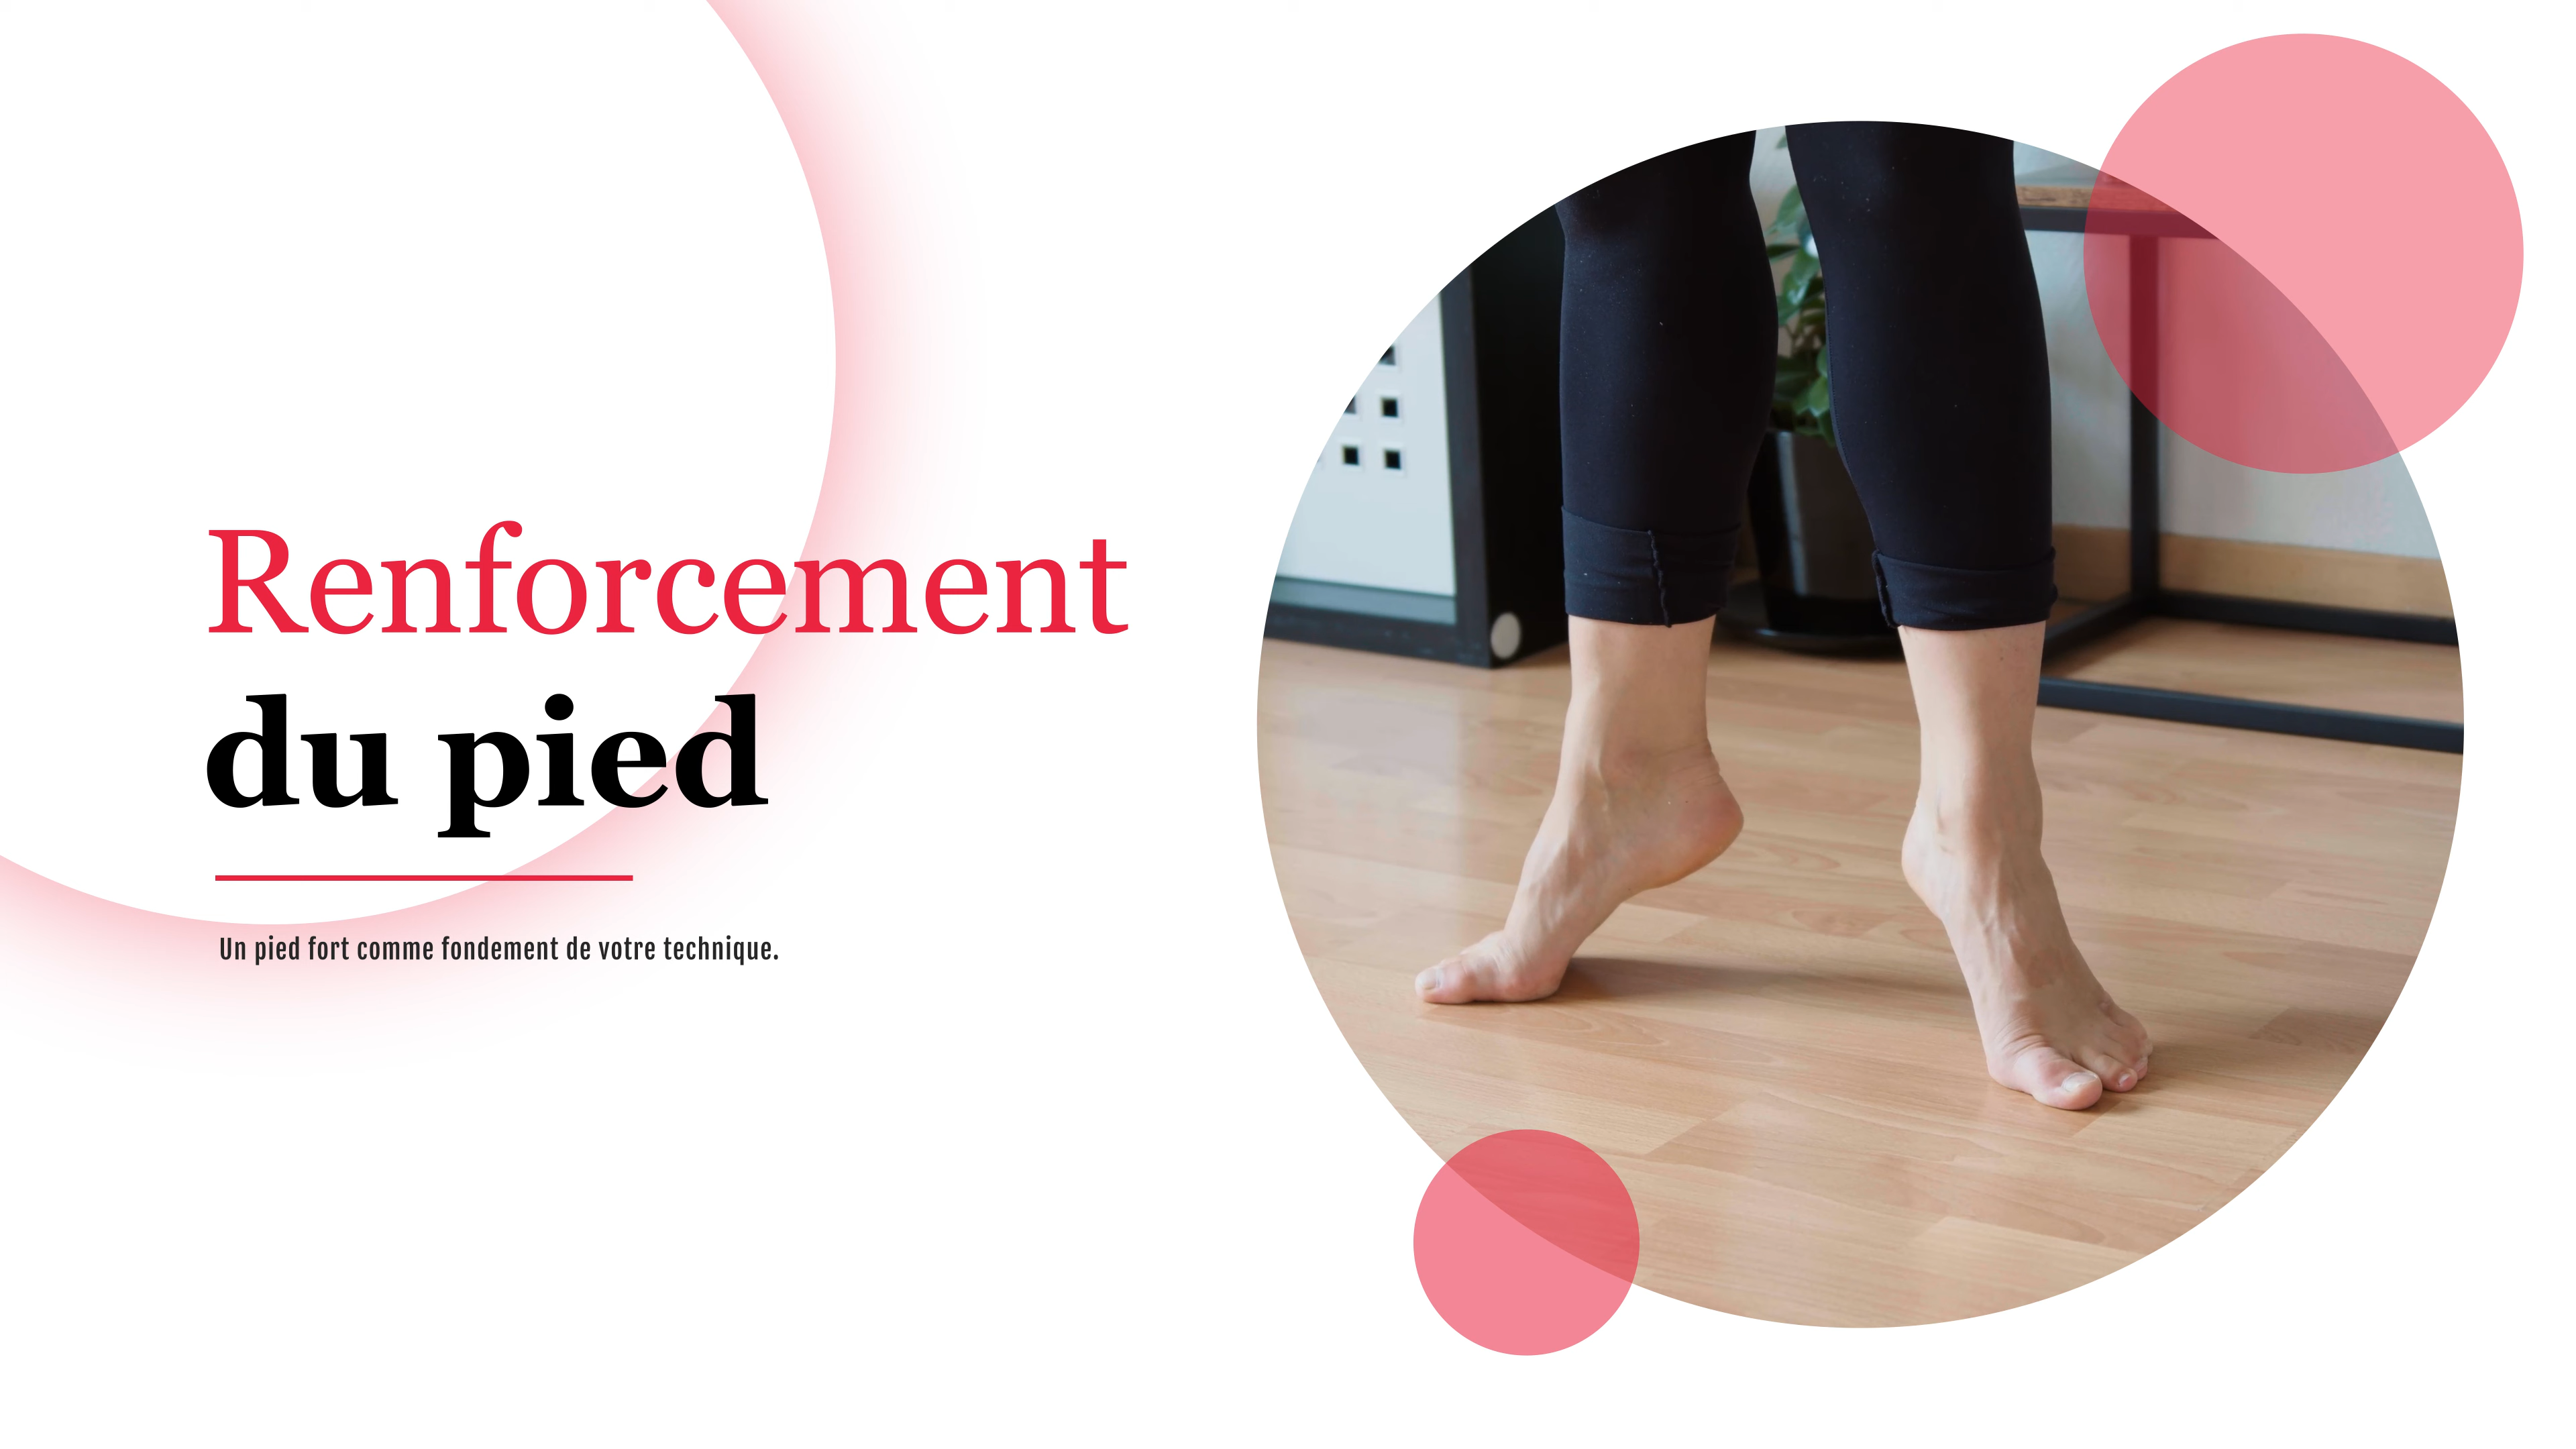 Renforcement
du pied
Un pied fort comme fondement de votre technique.